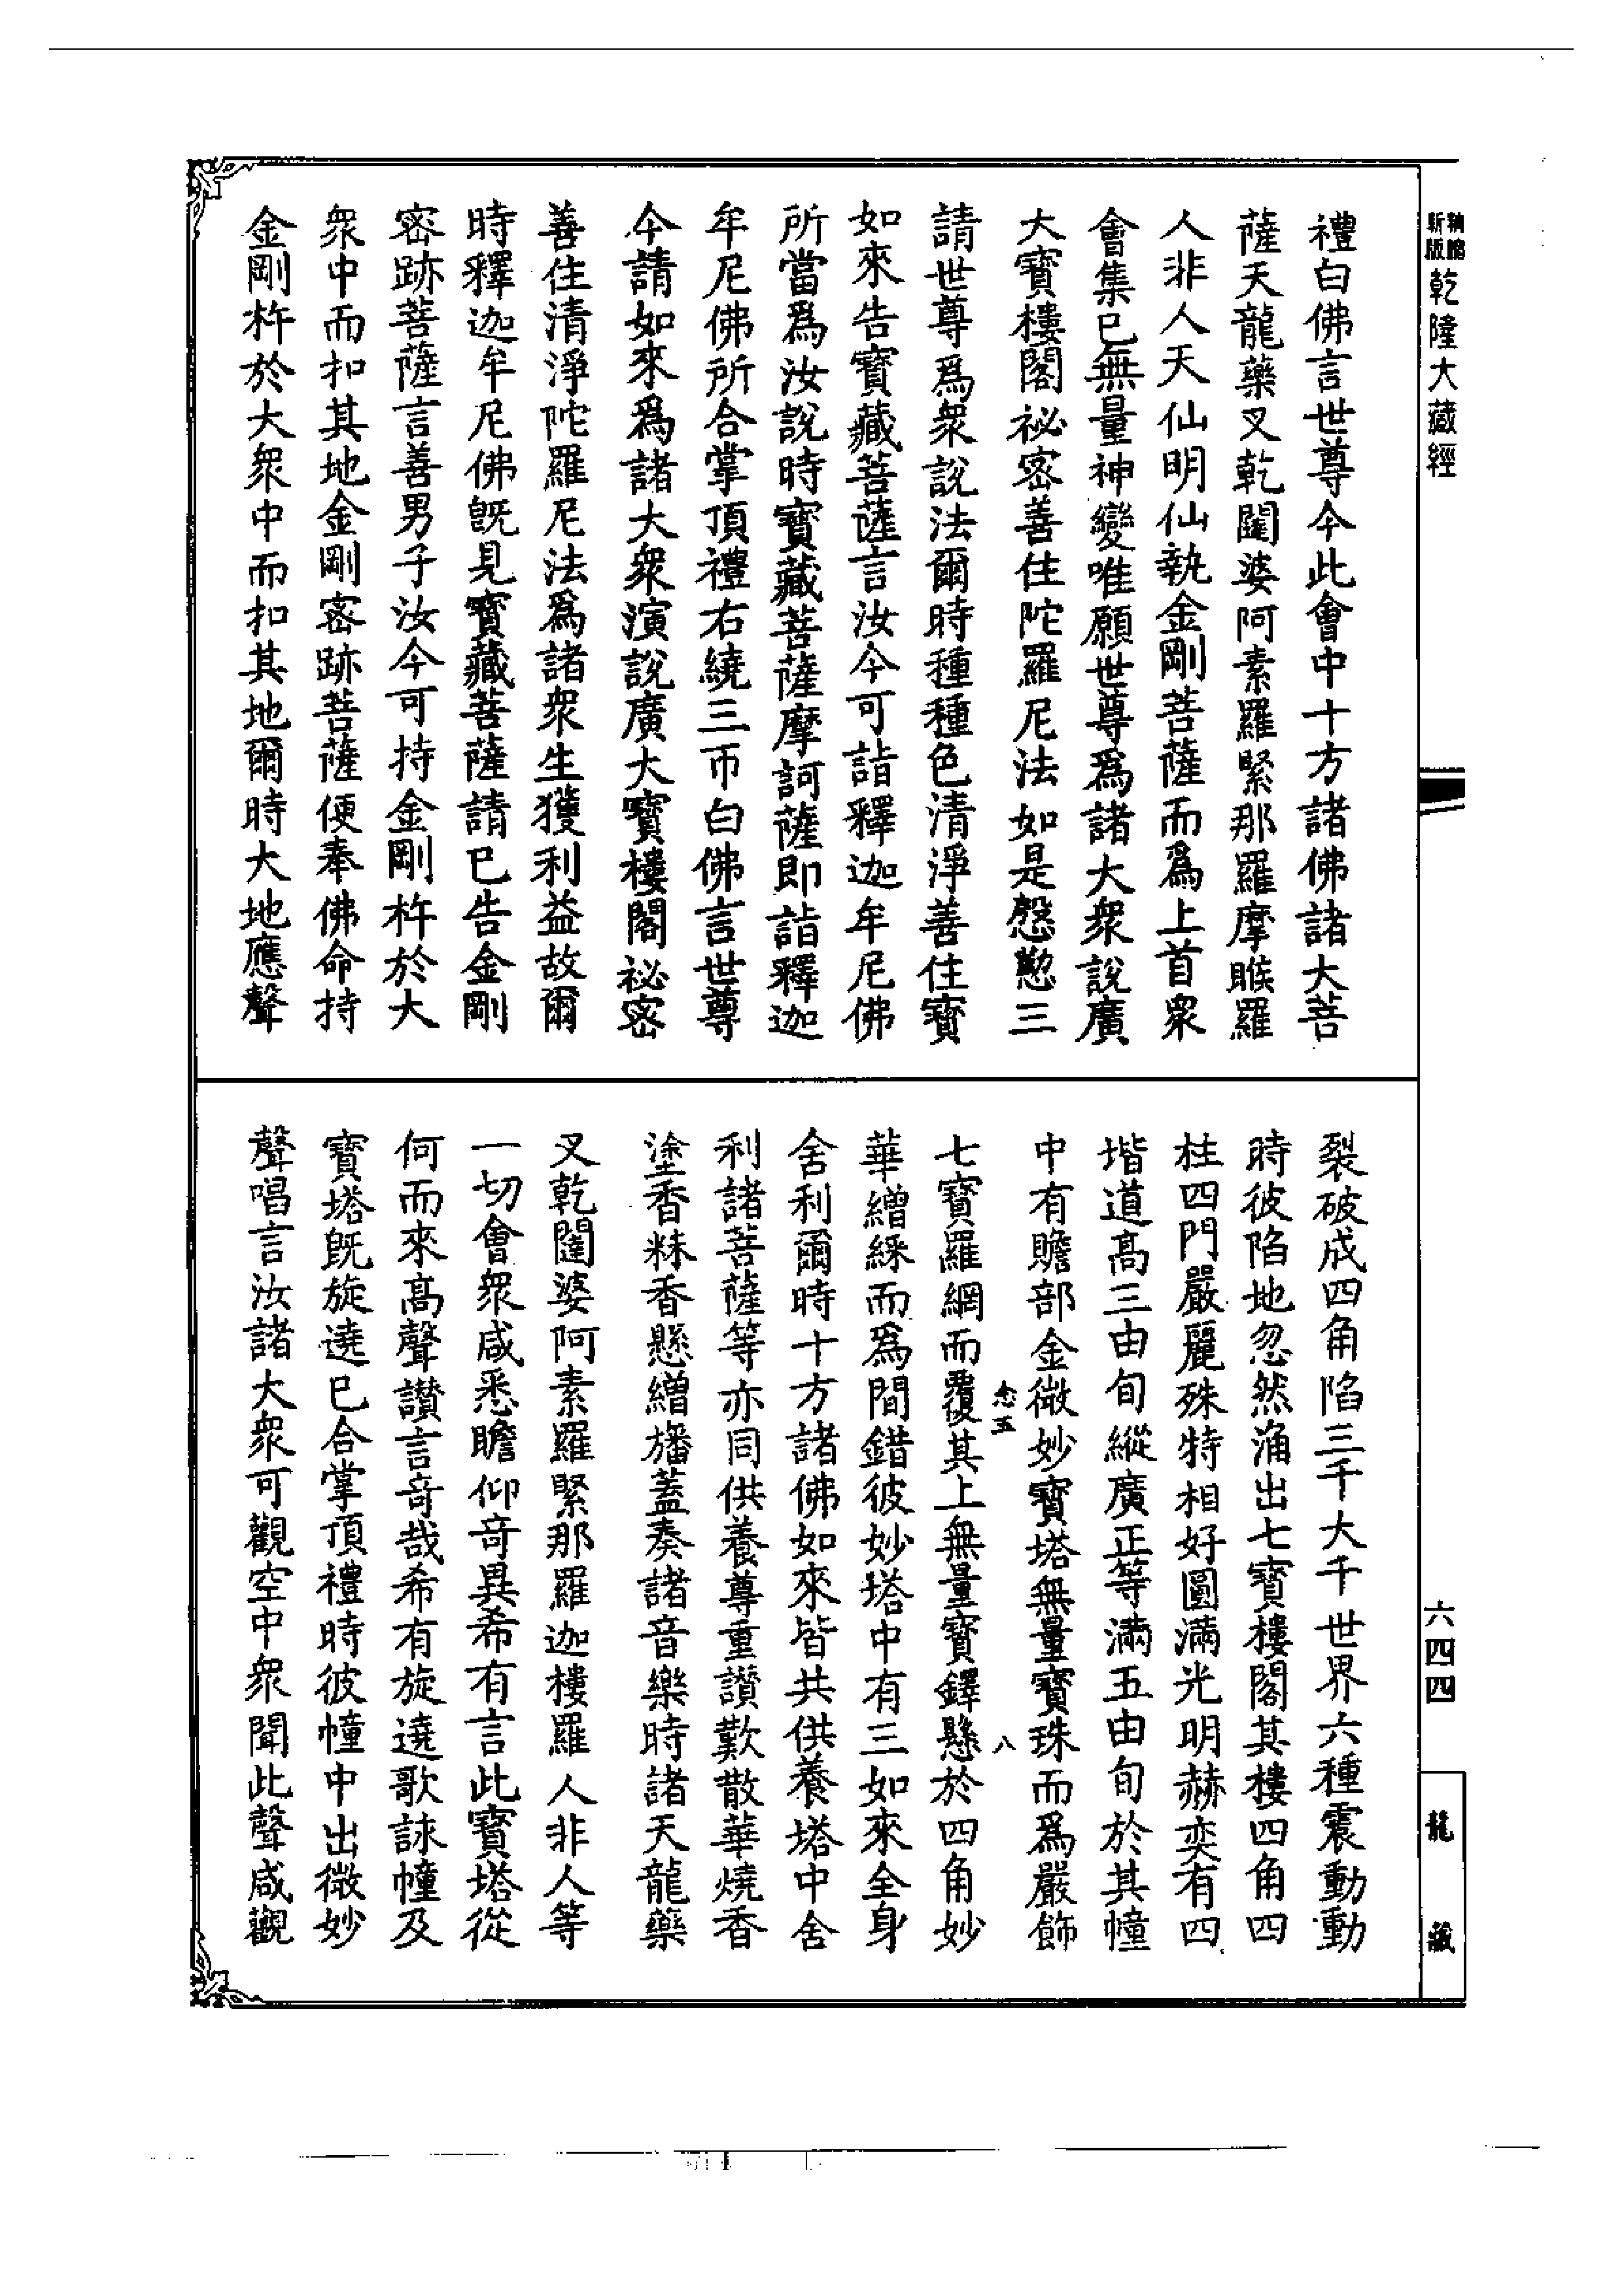 新版
乾隆大藏經
禮白佛言世尊今此會中十方諸佛諸大菩
薩天龍藥叉乾闥婆阿素羅緊那羅摩睺羅
人非人天仙明仙執金剛菩薩而為上首衆
會集已無量神變唯願世尊為諸大衆說廣
大寶樓閣祕密善住陀羅尼法如是慇懃三
請世尊為衆說法爾時種種色清淨善住寶
如來告寶藏菩薩言汝今可詣釋迦牟尼佛
所當為汝說時寶藏菩薩摩訶薩即詣釋迦
牟尼佛所合掌頂禮右繞三帀白佛言世尊
今請如來為諸大衆演說廣大寶樓閣祕密
善住清淨陀羅尼法為諸衆生獲利益故爾
時釋迦牟尼佛既見寶藏菩薩請已告金剛
密跡菩薩言善男子汝今可持金剛杵於大
衆中而扣其地金剛密跡菩薩便奉佛命持
金剛杵於大衆中而扣其地爾時大地應聲
裂破成四角陷三千大千世界六種震動動
時彼陷地忽然涌出七寶樓閣其樓四角四
柱四門嚴麗殊特相好圓滿光明赫奕有四
堦道高三由旬縱廣正等滿五由旬於其幢
中有贍部金微妙寶塔無量寶珠而為嚴飾
念五 八
七寶羅網而覆其上無量寶鐸懸於四角妙
華繒綵而為間錯彼妙塔中有三如來全身
舍利爾時十方諸佛如來皆共供養塔中舍
利諸菩薩等亦同供養尊重讚歎散華燒香
塗香秣香懸繒旛蓋奏諸音樂時諸天龍藥
叉乾闥婆阿素羅緊那羅迦樓羅人非人等
一切會衆咸悉瞻仰奇異希有言此寶塔從
何而來高聲讃言奇哉希有旋遶歌詠幢及
寶塔既旋遶已合掌頂禮時彼幢中出微妙
聲唱言汝諸大衆可觀空中衆聞此聲咸觀
六四四
龍藏